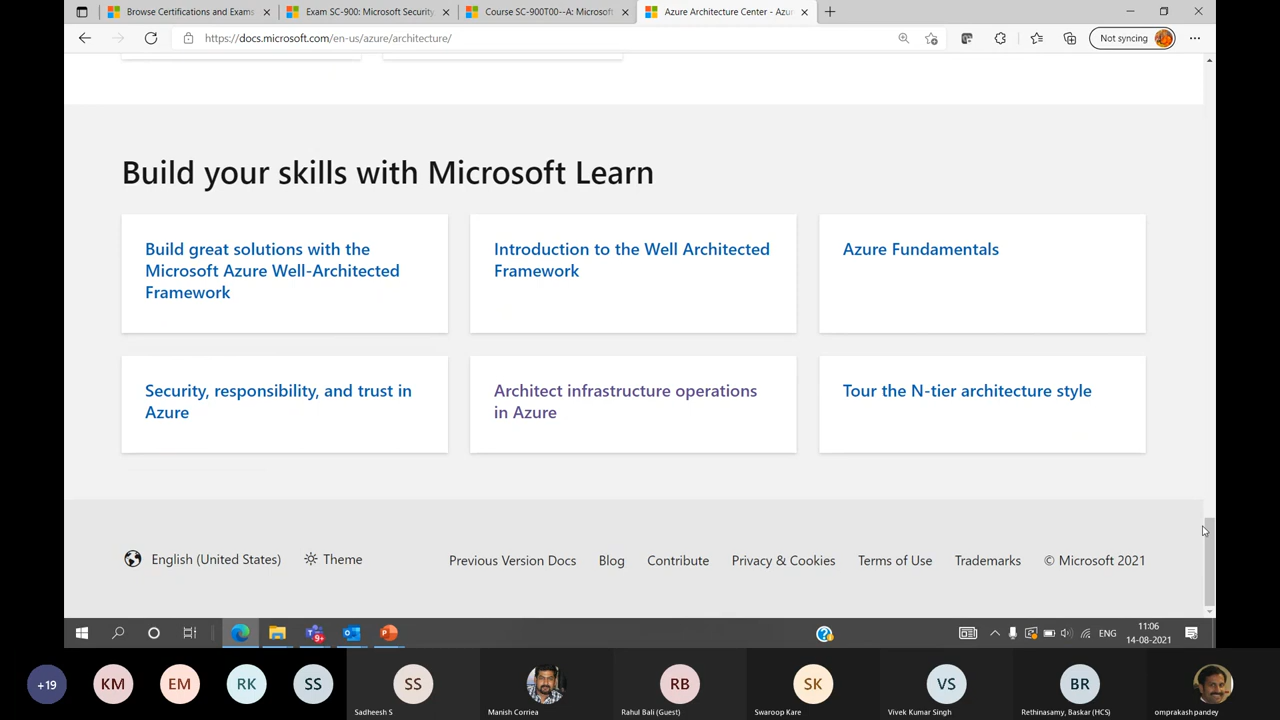 Browse Certifications and Exams
Exam SC-900: Microsoft Security
Course SC-900T00--A: Microsoft
Azure Architecture Center - Azu
https://docs.microsoft.com/en-us/azure/architecture/
Not syncing
Build your skills with Microsoft Learn
Build great solutions with the
Microsoft Azure Well-Architected
Framework
Introduction to the Well Architected
Framework
Azure Fundamentals
Security, responsibility, and trust in
Azure
Architect infrastructure operations
in Azure
Tour the N-tier architecture style
English (United States)
Theme
Previous Version Docs
Blog
Contribute
Privacy & Cookies
Terms of Use
Trademarks
© Microsoft 2021
9+
ENG
11:06
14-08-2021
+19
KM
EM
RK
SS
SS
RB
SK
VS
BR
Sadheesh S
Manish Corriea
Rahul Bali (Guest)
Swaroop Kare
Vivek Kumar Singh
Rethinasamy, Baskar (HCS)
omprakash pandey